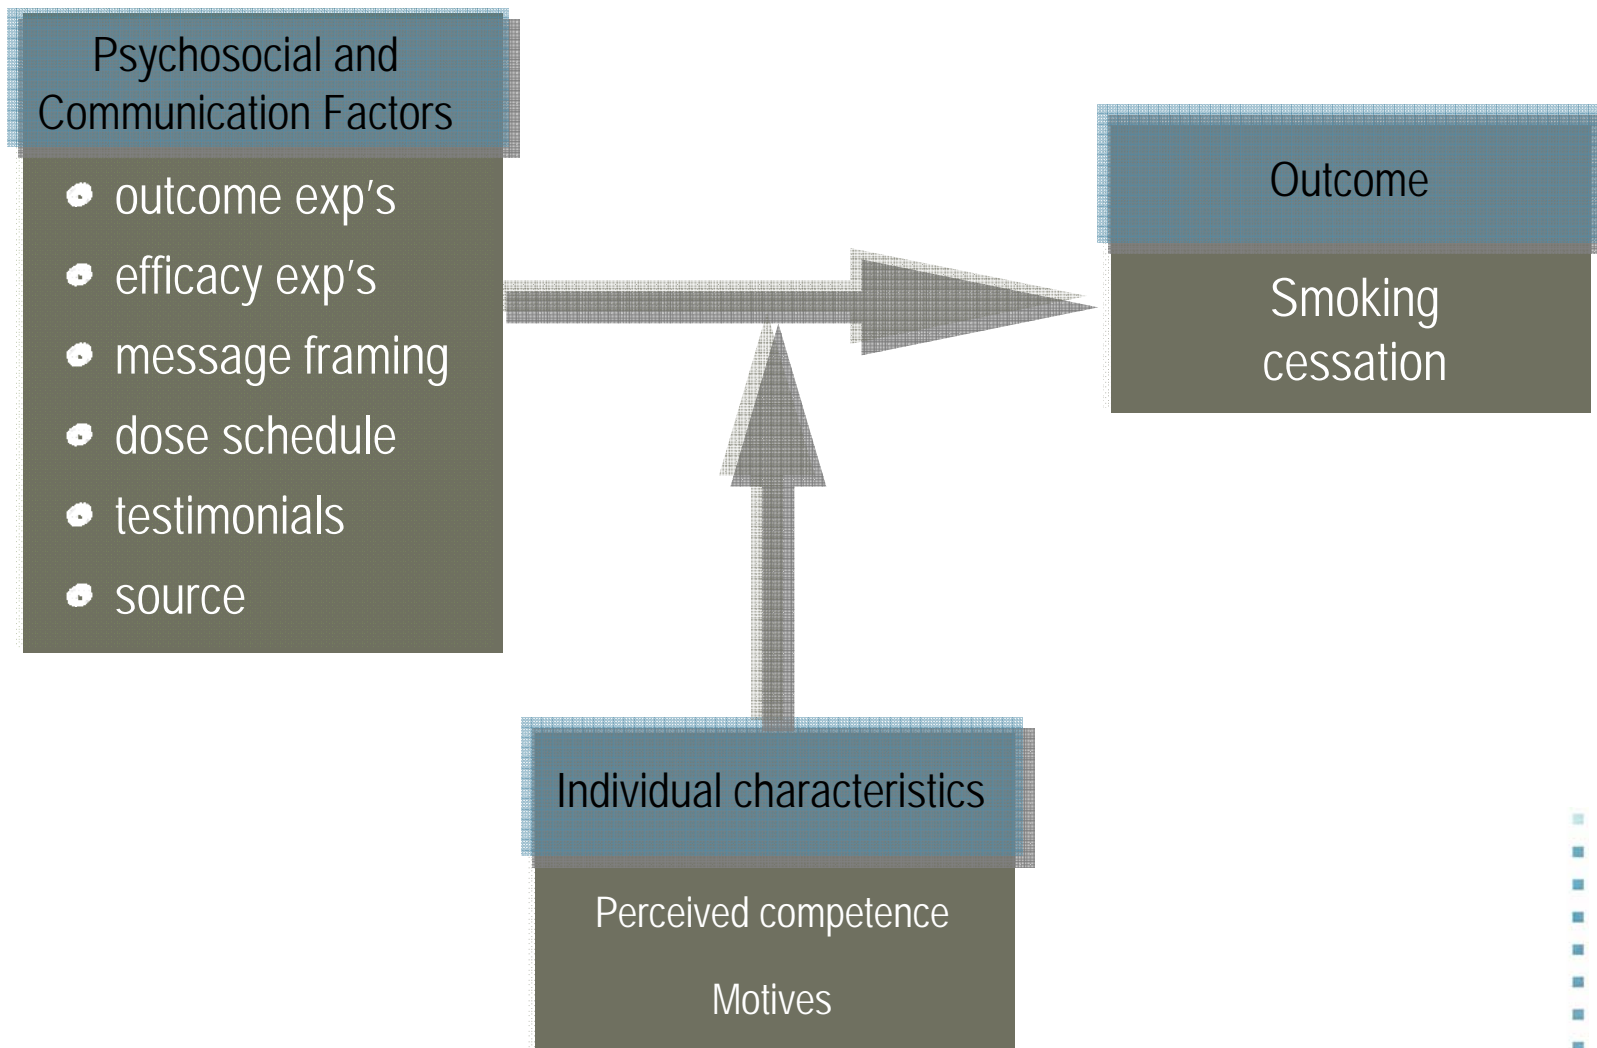 Psychosocial and
Communication Factors
outcome exp's
efficacy exp's
message framing
dose schedule
testimonials
source
Outcome
Smoking
cessation
Individual characteristics
Perceived competence
Motives